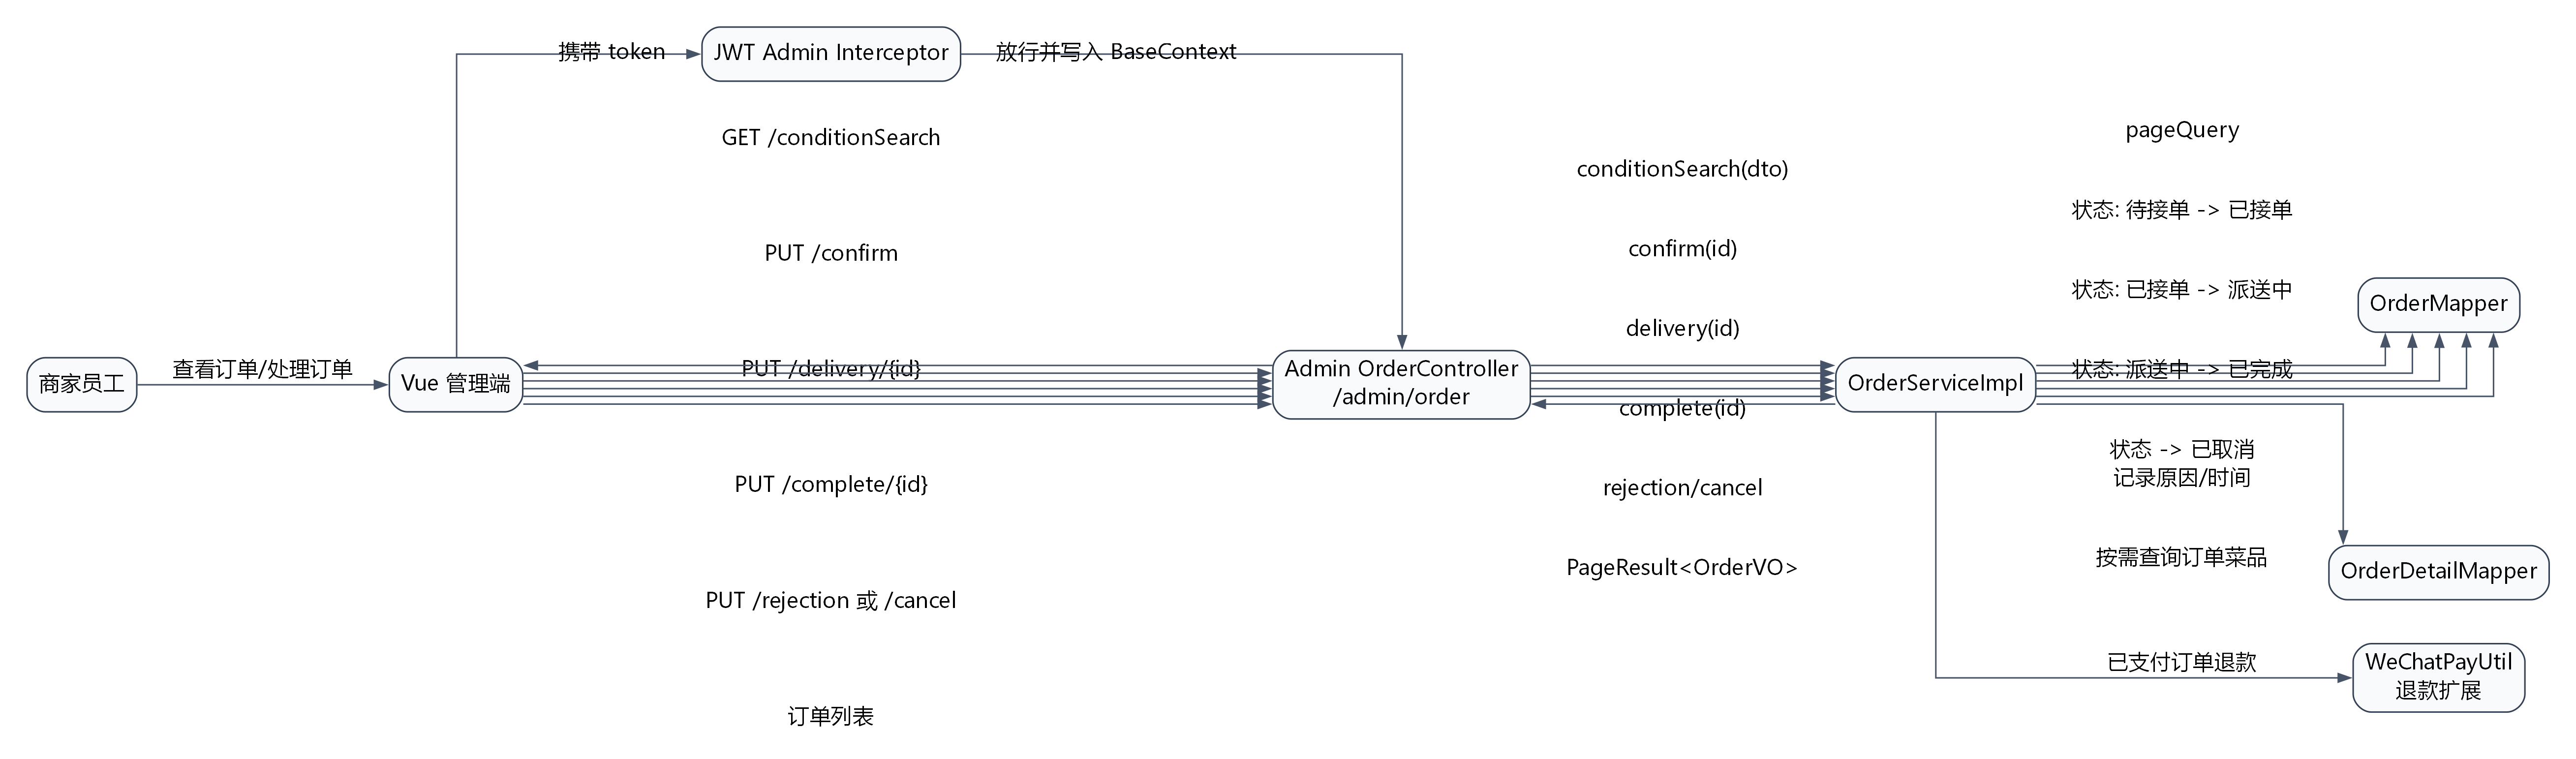 携带 token
JWT Admin Interceptor
放行并写入 BaseContext
GET /conditionSearch
PUT /confirm
PUT /delivery/{id}
PUT /complete/{id}
PUT /rejection 或 /cancel
订单列表
商家员工
查看订单/处理订单
Vue 管理端
Admin OrderController
/admin/order
conditionSearch(dto)
confirm(id)
delivery(id)
complete(id)
rejection/cancel
PageResult<OrderVO>
OrderServiceImpl
pageQuery
状态: 待接单 -> 已接单
状态: 已接单 -> 派送中
状态: 派送中 -> 已完成
状态 -> 已取消
记录原因/时间
按需查询订单菜品
已支付订单退款
OrderMapper
OrderDetailMapper
WeChatPayUtil
退款扩展